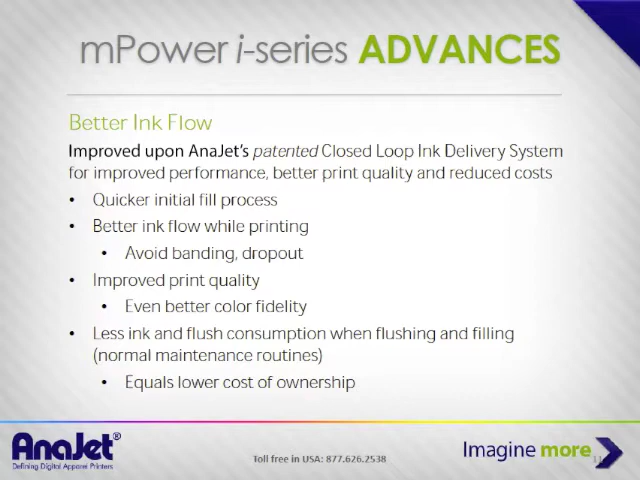 mPower i-series ADVANCES
Better Ink Flow
Improved upon AnaJet's patented Closed Loop Ink Delivery System
for improved performance, better print quality and reduced costs
• Quicker initial fill process
• Better ink flow while printing
• Avoid banding, dropout
• Improved print quality
• Even better color fidelity
• Less ink and flush consumption when flushing and filling
(normal maintenance routines)
• Equals lower cost of ownership
AnaJet®
Defining Digital Apparel Printers
Toll free in USA: 877.626.2538
Imagine more